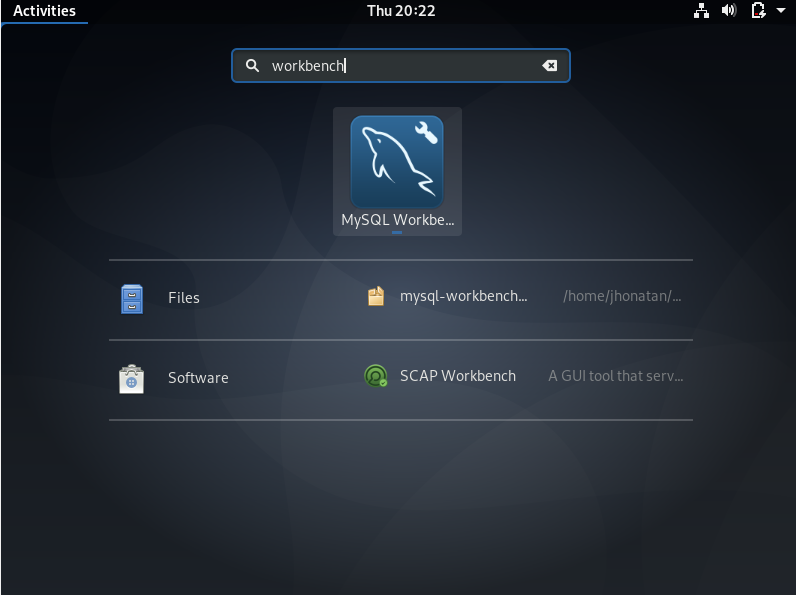 Activities
Thu 20:22
workbench
MySQL Workbe...
Files
mysql-workbench...
/home/jhonatan/...
Software
SCAP Workbench
A GUI tool that serv...